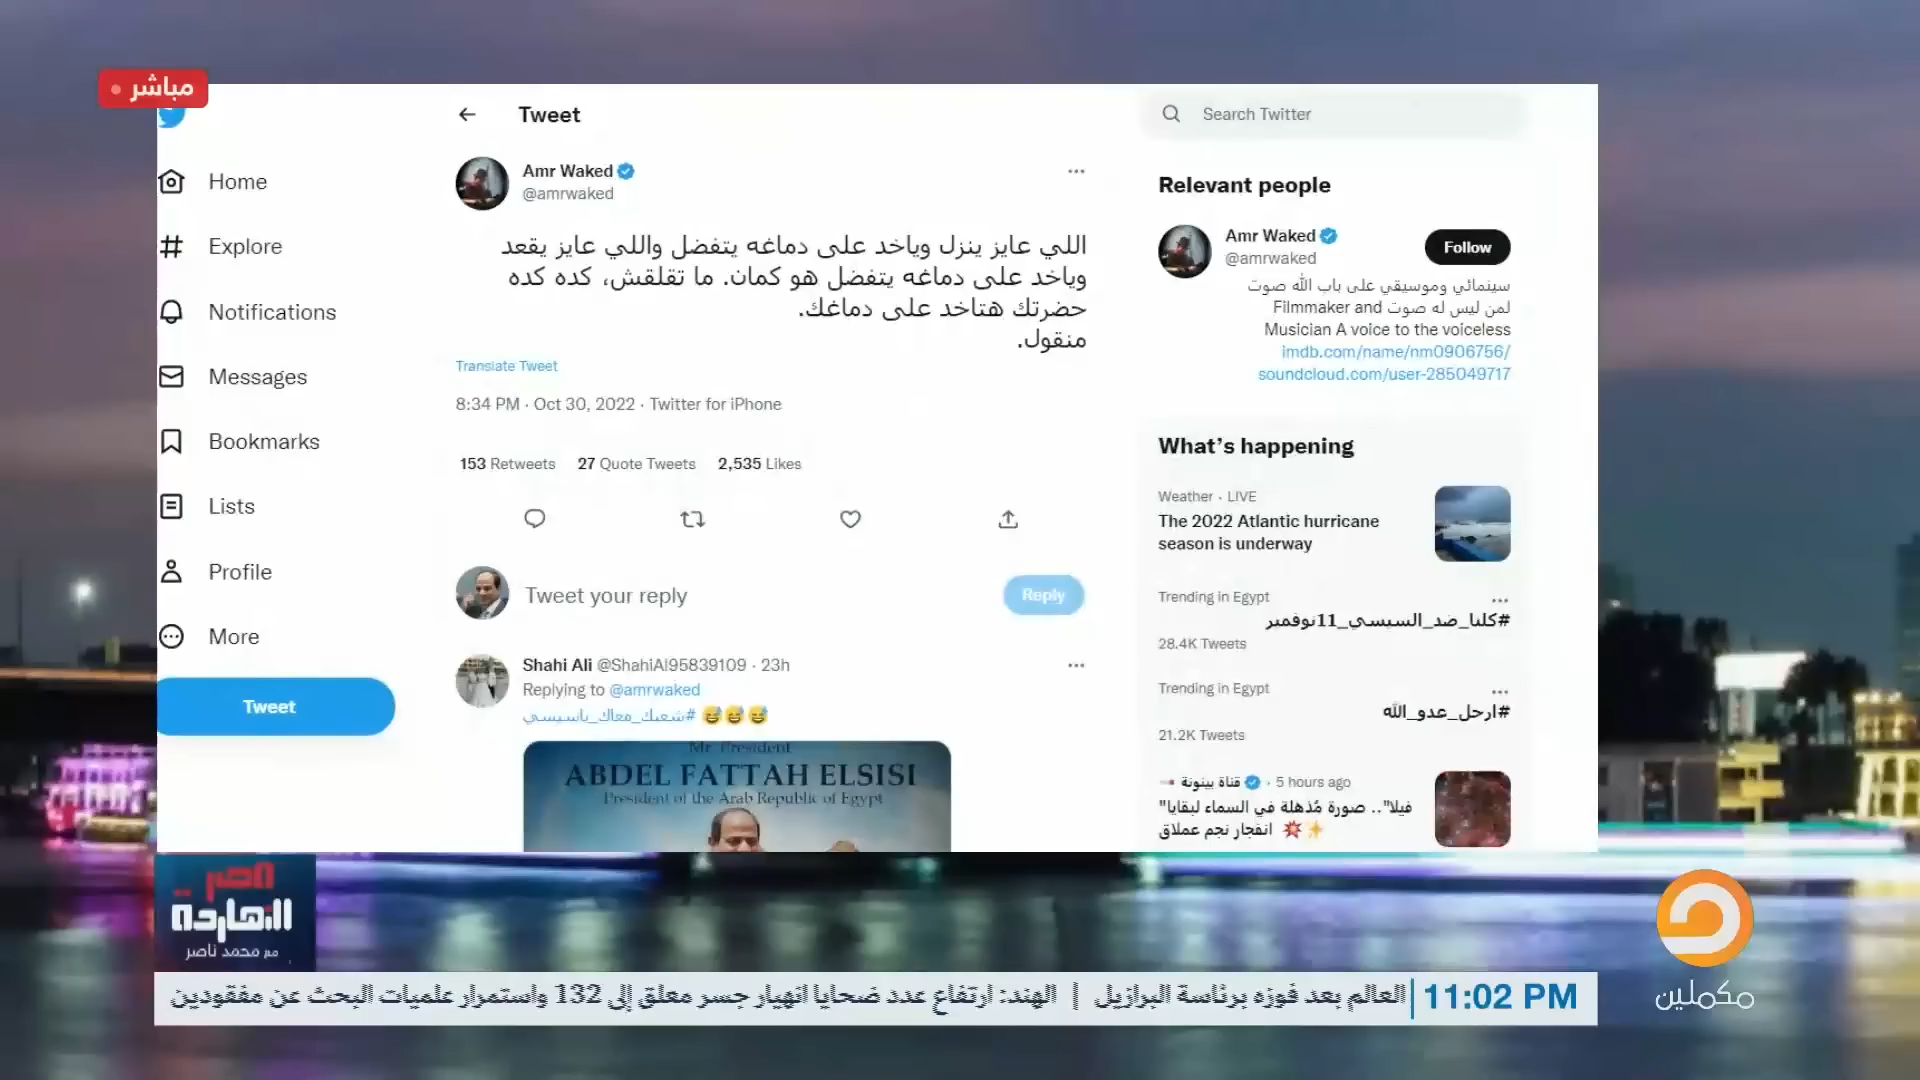 مباشر
Home
Explore
Notifications
Messages
Bookmarks
Lists
Profile
More
Tweet
Tweet
Amr Waked
@amrwaked
اللي عايز ينزل وياخد على دماغه يتفضل واللي عايز يقعد
وياخد على دماغه يتفضل هو كمان. ما تقلقش، كده كده
حضرتك هتاخد على دماغك.
منقول.
Translate Tweet
8:34 PM · Oct 30, 2022 · Twitter for iPhone
153 Retweets 27 Quote Tweets 2,535 Likes
Tweet your reply
Reply
Shahi Ali @ShahiAl95839109 · 23h
Replying to @amrwaked
#شعبك_معاك_ياسيسي 😅😅😅
Mr. President
ABDEL FATTAH ELSISI
President of the Arab Republic of Egypt
Search Twitter
Relevant people
Amr Waked
@amrwaked
Follow
سينمائي وموسيقي على باب الله صوت
لمن ليس له صوت Filmmaker and
Musician A voice to the voiceless
imdb.com/name/nm0906756/
soundcloud.com/user-285049717
What's happening
Weather · LIVE
The 2022 Atlantic hurricane
season is underway
Trending in Egypt
#كلنا_ضد_السيسي_11نوفمبر
28.4K Tweets
Trending in Egypt
#ارحل_عدو_الله
21.2K Tweets
قناة بينونة · 5 hours ago
"فيلا".. صورة مُذهلة في السماء لبقايا
انفجار نجم عملاق 💥✨
مصر
النهاردة
مع محمد ناصر
مكملين
11:02 PM
العالم بعد فوزه برئاسة البرازيل | الهند: ارتفاع عدد ضحايا انهيار جسر معلق إلى 132 واستمرار علميات البحث عن مفقودين